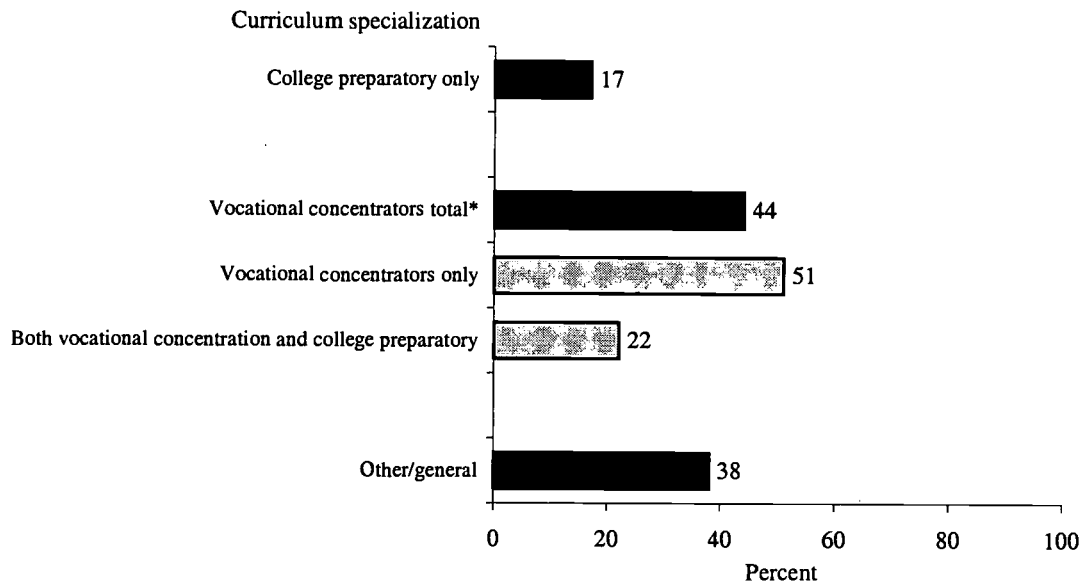 Curriculum specialization
College preparatory only 17
Vocational concentrators total* 44
Vocational concentrators only 51
Both vocational concentration and college preparatory 22
Other/general 38
0 20 40 60 80 100
Percent